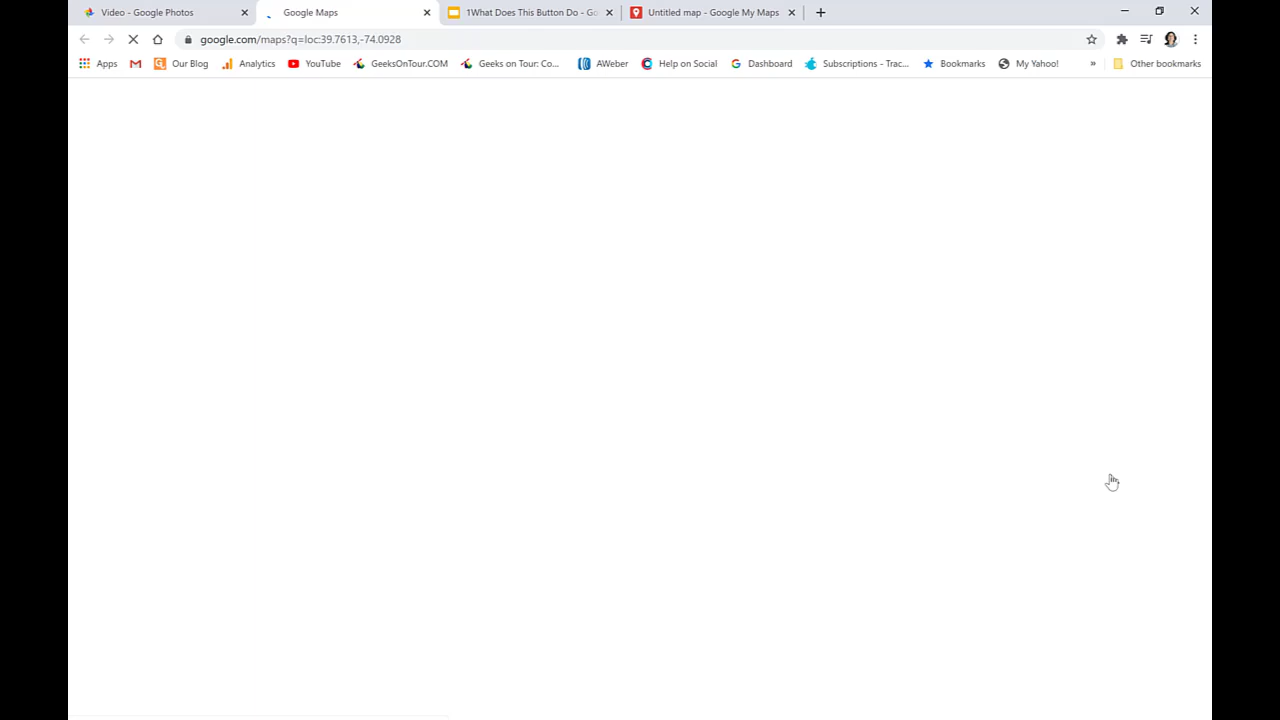 Video - Google Photos
Google Maps
1What Does This Button Do - Go
Untitled map - Google My Maps
google.com/maps?q=loc:39.7613,-74.0928
Apps
Our Blog
Analytics
YouTube
GeeksOnTour.COM
Geeks on Tour: Co...
AWeber
Help on Social
Dashboard
Subscriptions - Trac...
Bookmarks
My Yahoo!
»
Other bookmarks